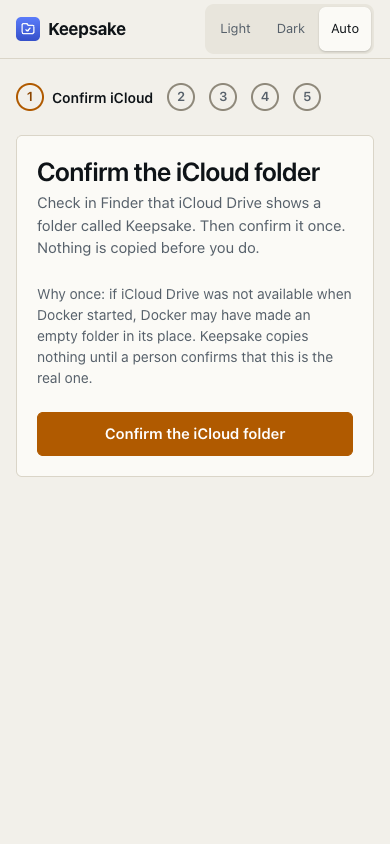 Keepsake
Light
Dark
Auto
1
Confirm iCloud
2
3
4
5
Confirm the iCloud folder
Check in Finder that iCloud Drive shows a
folder called Keepsake. Then confirm it once.
Nothing is copied before you do.
Why once: if iCloud Drive was not available when
Docker started, Docker may have made an
empty folder in its place. Keepsake copies
nothing until a person confirms that this is the
real one.
Confirm the iCloud folder